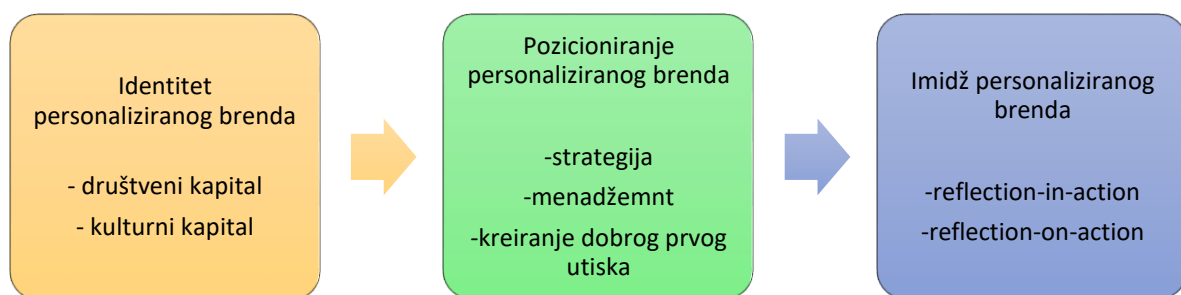 Identitet
personaliziranog brenda
- društveni kapital
- kulturni kapital
Pozicioniranje
personaliziranog brenda
-strategija
-menadžemnt
-kreiranje dobrog prvog
utiska
Imidž personaliziranog
brenda
-reflection-in-action
-reflection-on-action